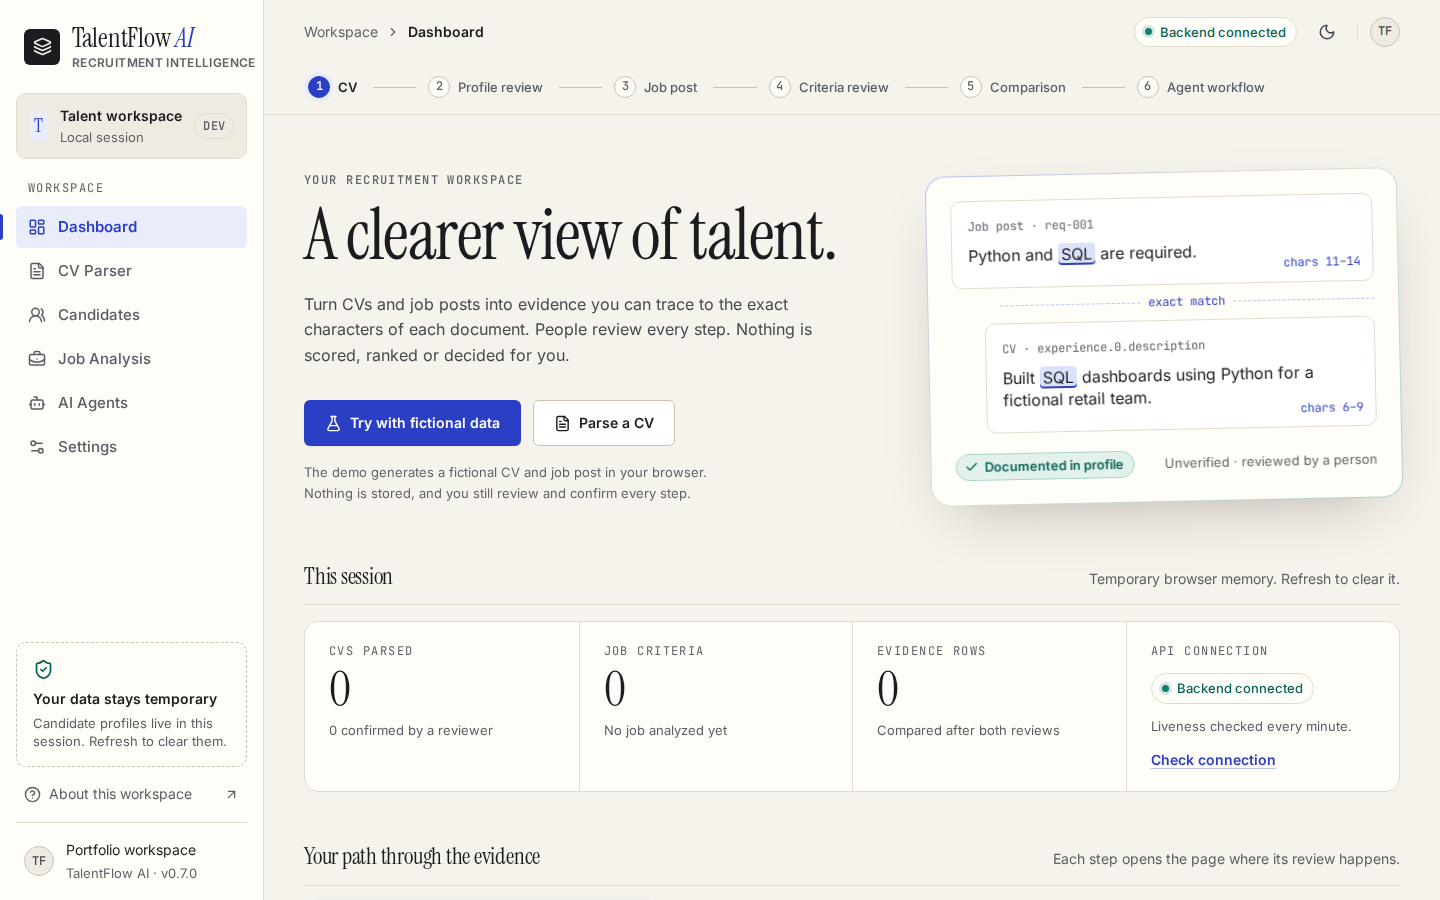 TalentFlow AI
RECRUITMENT INTELLIGENCE
T
Talent workspace
Local session
DEV
WORKSPACE
Dashboard
CV Parser
Candidates
Job Analysis
AI Agents
Settings
Your data stays temporary
Candidate profiles live in this
session. Refresh to clear them.
About this workspace
TF
Portfolio workspace
TalentFlow AI · v0.7.0
Workspace
Dashboard
Backend connected
TF
1 CV
2 Profile review
3 Job post
4 Criteria review
5 Comparison
6 Agent workflow
YOUR RECRUITMENT WORKSPACE
A clearer view of talent.
Turn CVs and job posts into evidence you can trace to the exact
characters of each document. People review every step. Nothing is
scored, ranked or decided for you.
Try with fictional data
Parse a CV
The demo generates a fictional CV and job post in your browser.
Nothing is stored, and you still review and confirm every step.
Job post · req-001
Python and SQL are required.
chars 11–14
exact match
CV · experience.0.description
Built SQL dashboards using Python for a
fictional retail team.
chars 6–9
Documented in profile
Unverified · reviewed by a person
This session
Temporary browser memory. Refresh to clear it.
CVS PARSED
0
0 confirmed by a reviewer
JOB CRITERIA
0
No job analyzed yet
EVIDENCE ROWS
0
Compared after both reviews
API CONNECTION
Backend connected
Liveness checked every minute.
Check connection
Your path through the evidence
Each step opens the page where its review happens.